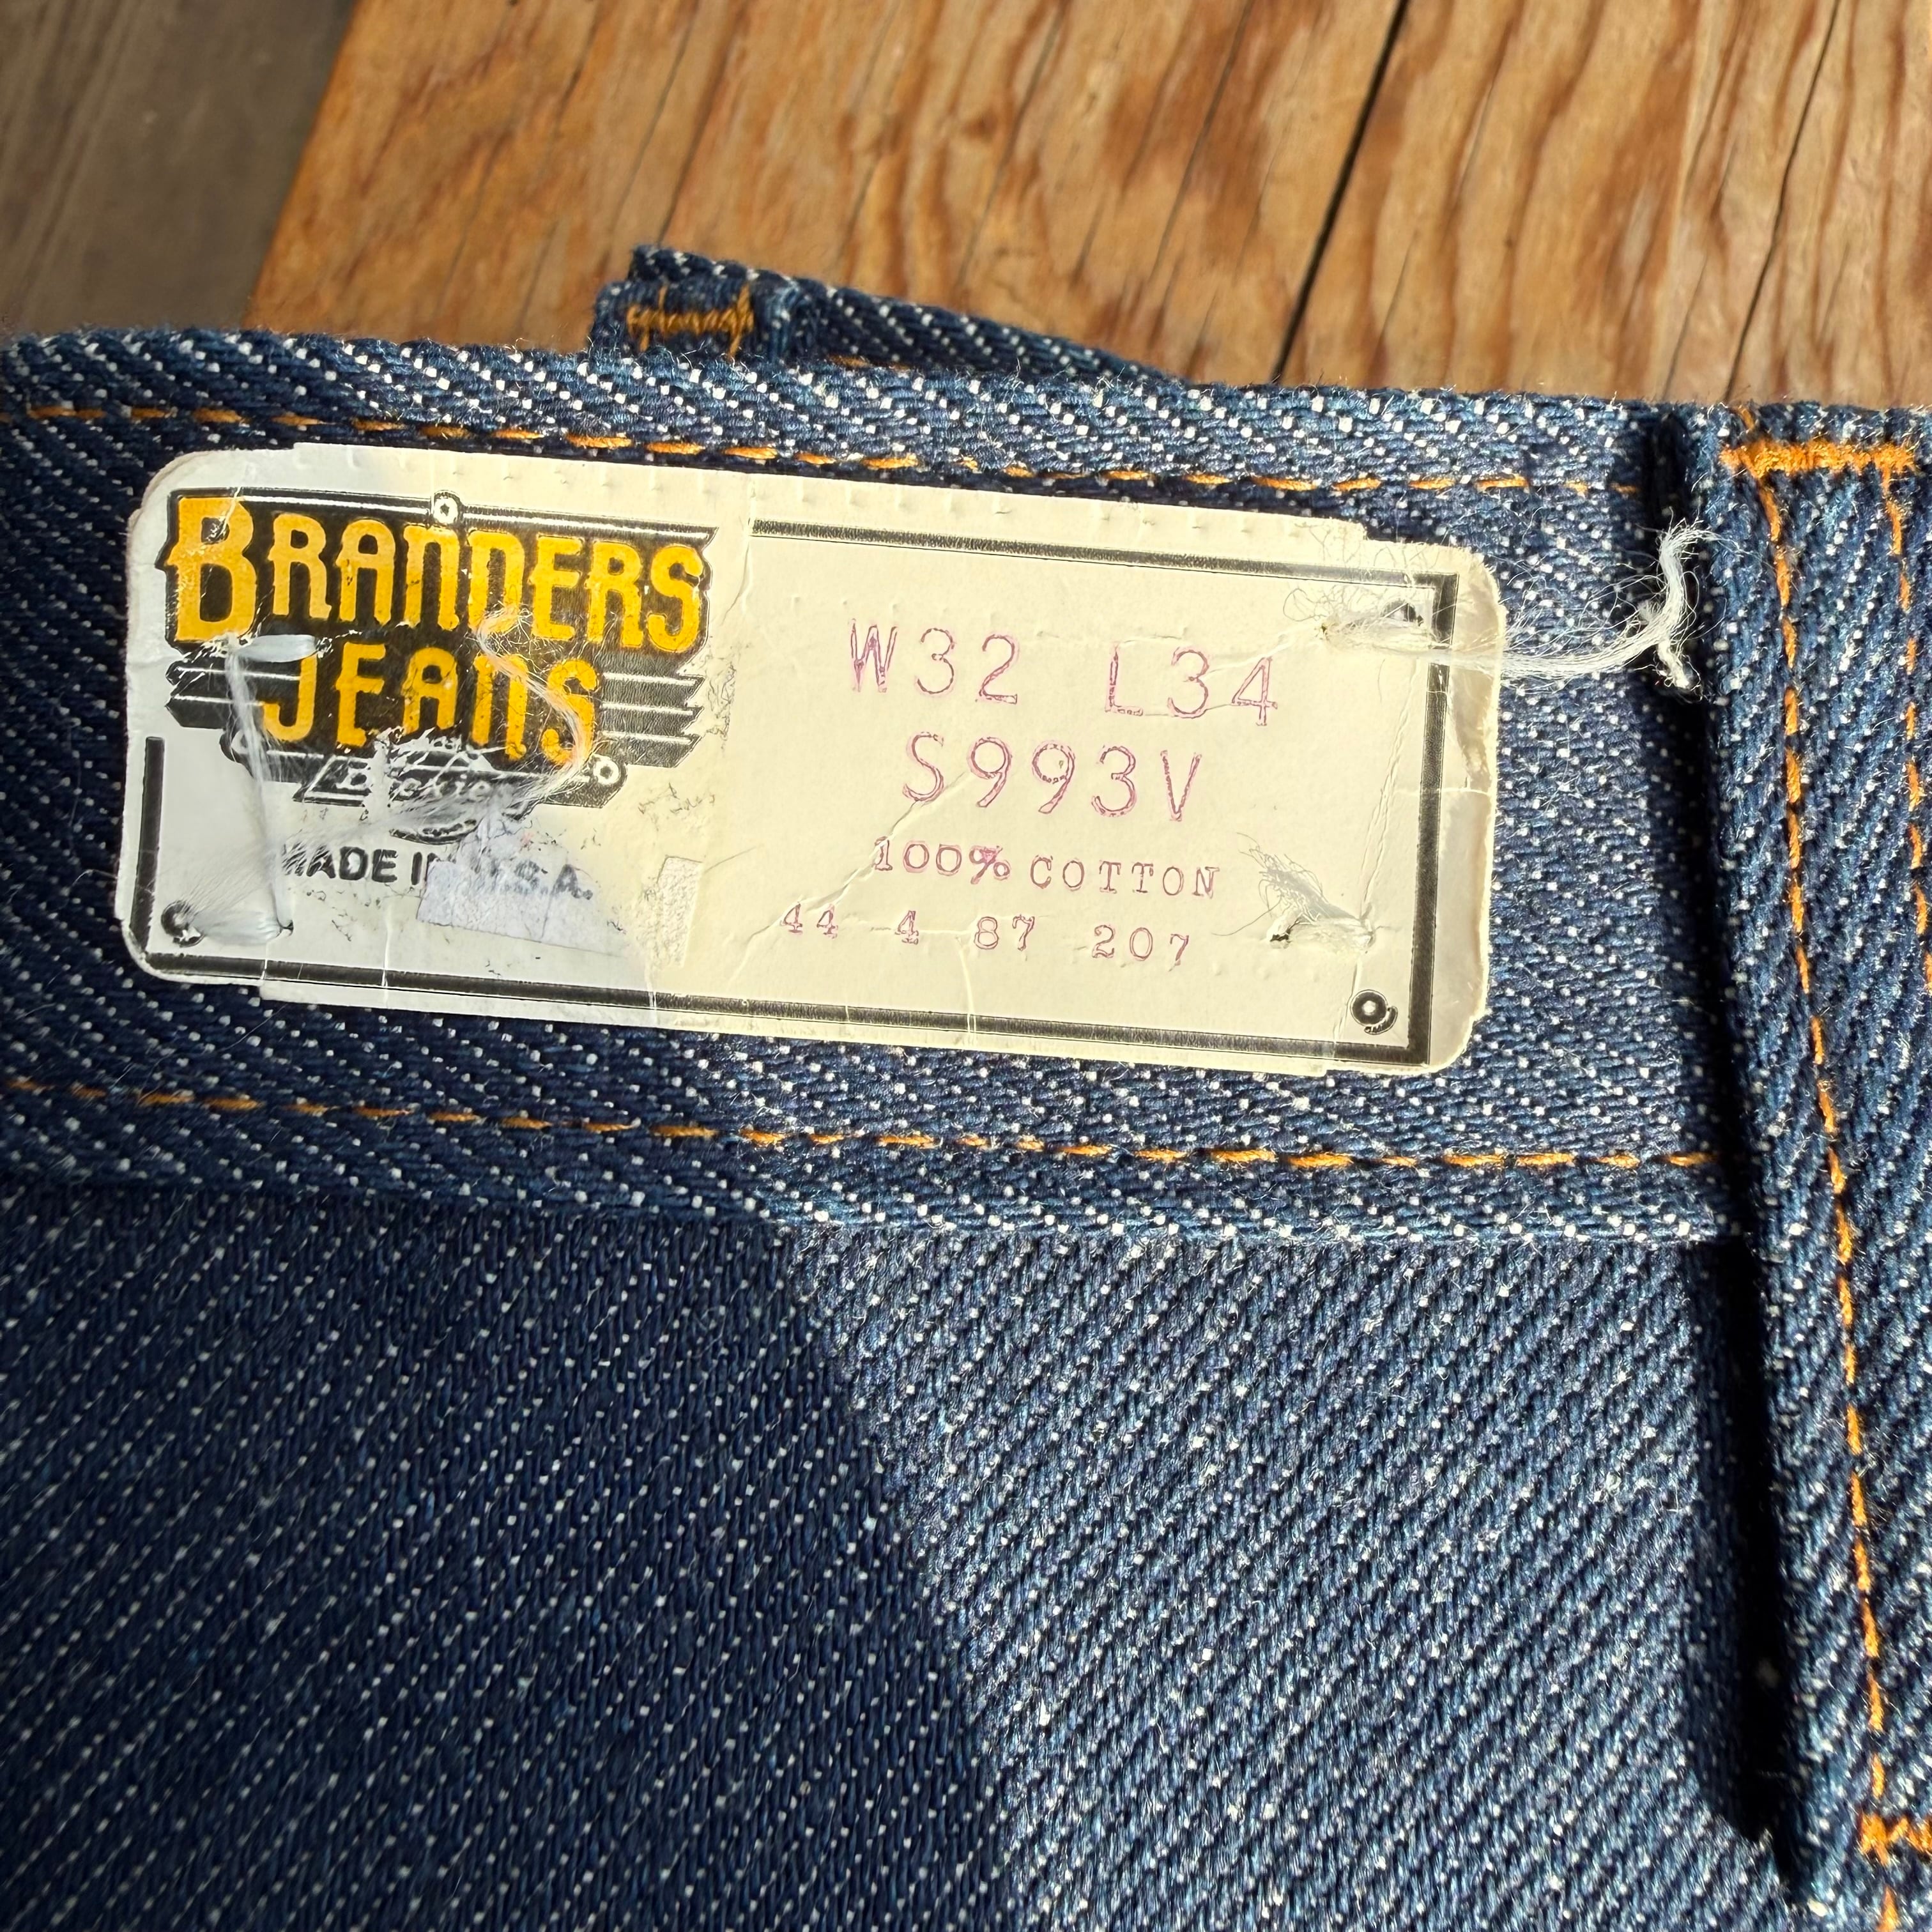 BRANDERS
JEANS
MADE IN U.S.A.
W32 L34
S993V
100% COTTON
44 4 87 207